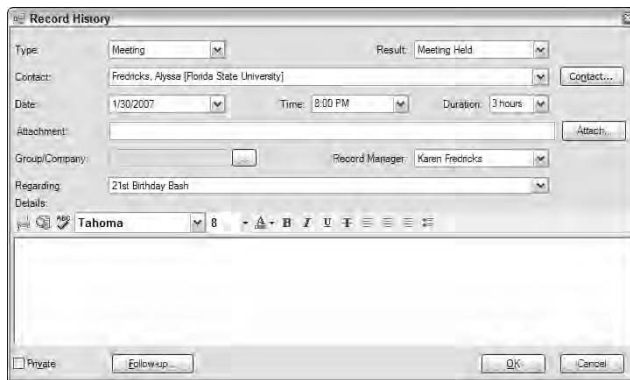 Record History
Type: Meeting Result: Meeting Held
Contact: Fredricks, Alyssa [Florida State University] Contact...
Date: 1/30/2007 Time: 8:00 PM Duration: 3 hours
Attachment: Attach...
Group/Company: ... Record Manager: Karen Fredricks
Regarding: 21st Birthday Bash
Details:
ABC Tahoma 8 A B I U T
Private Follow-up... OK Cancel